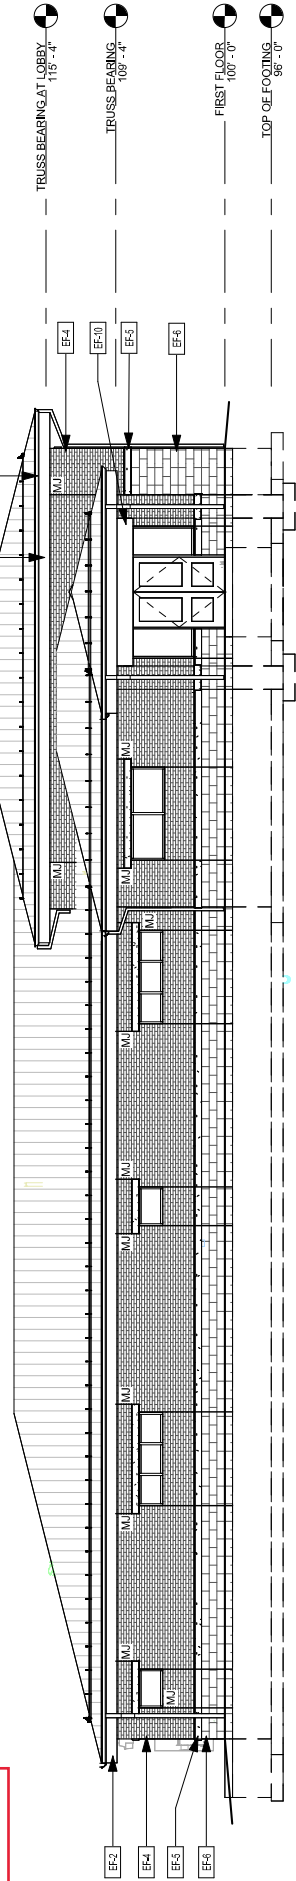 TRUSS BEARING AT LOBBY
115' - 4"
TRUSS BEARING
109' - 4"
FIRST FLOOR
100' - 0"
TOP OF FOOTING
96' - 0"
EF-4
EF-10
EF-5
EF-6
MJ
MJ
MJ
MJ
MJ
MJ
MJ
MJ
MJ
MJ
MJ
MJ
EF-2
EF-4
EF-5
EF-6